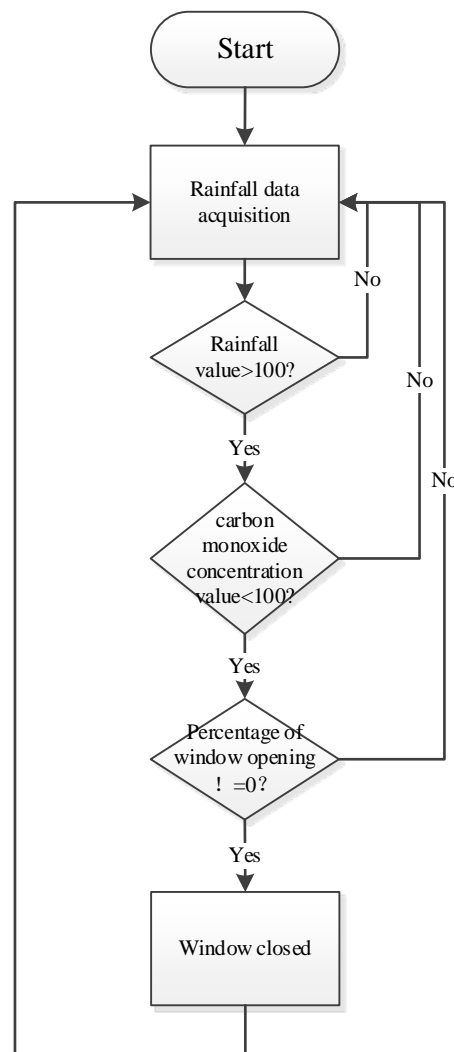 Start
Rainfall data
acquisition
No
Rainfall
value>100?
No
Yes
No
carbon
monoxide
concentration
value<100?
Yes
Percentage of
window opening
! =0?
Yes
Window closed